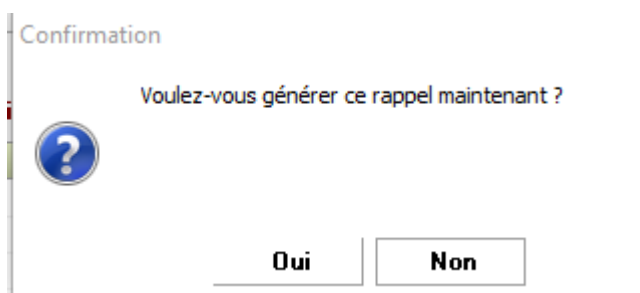 Confirmation
Voulez-vous générer ce rappel maintenant ?
Oui
Non